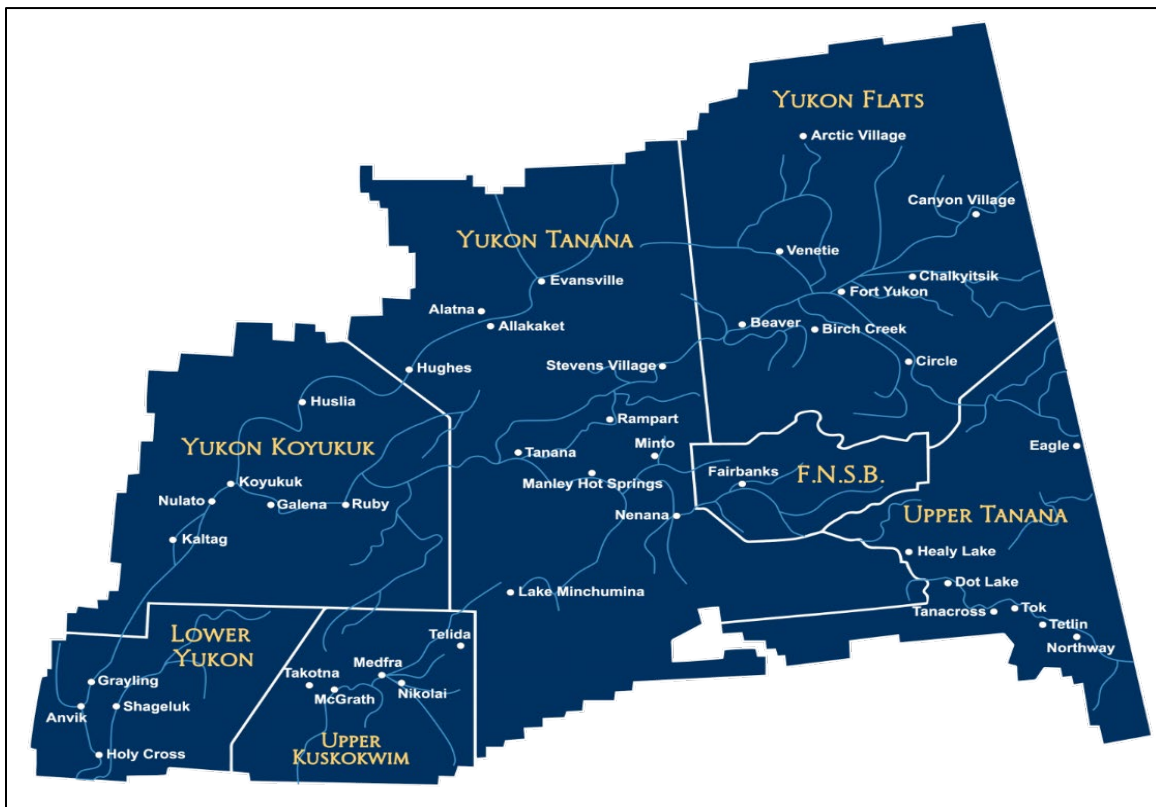 YUKON FLATS
Arctic Village
Canyon Village
YUKON TANANA
Venetie
Evansville
Chalkyitsik
Fort Yukon
Alatna
Allakaket
Beaver
Birch Creek
Circle
Stevens Village
Hughes
Huslia
Rampart
YUKON KOYUKUK
Minto
Eagle
Tanana
Fairbanks
F.N.S.B.
Manley Hot Springs
Koyukuk
Nulato
Galena
Ruby
Nenana
UPPER TANANA
Kaltag
Healy Lake
Dot Lake
Lake Minchumina
Tanacross
Tok
Tetlin
Northway
LOWER
YUKON
Telida
Medfra
Takotna
Nikolai
McGrath
Grayling
Anvik
Shageluk
UPPER
KUSKOKWIM
Holy Cross